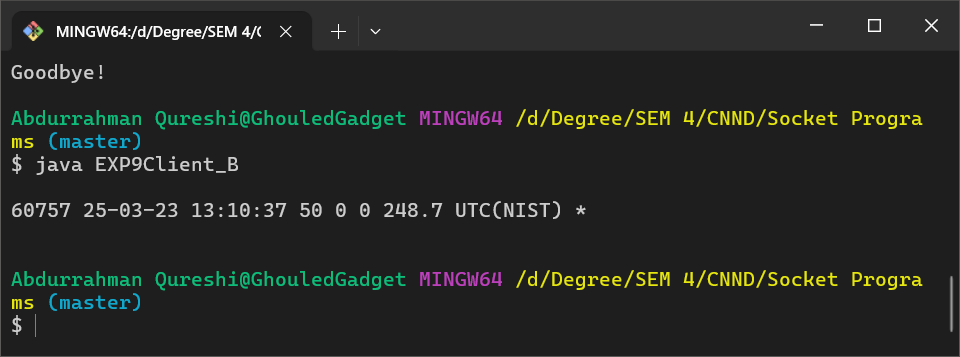 MINGW64:/d/Degree/SEM 4/C
Goodbye!
Abdurrahman Qureshi@GhouledGadget MINGW64 /d/Degree/SEM 4/CNND/Socket Progra
ms (master)
$ java EXP9Client_B
60757 25-03-23 13:10:37 50 0 0 248.7 UTC(NIST) *
Abdurrahman Qureshi@GhouledGadget MINGW64 /d/Degree/SEM 4/CNND/Socket Progra
ms (master)
$